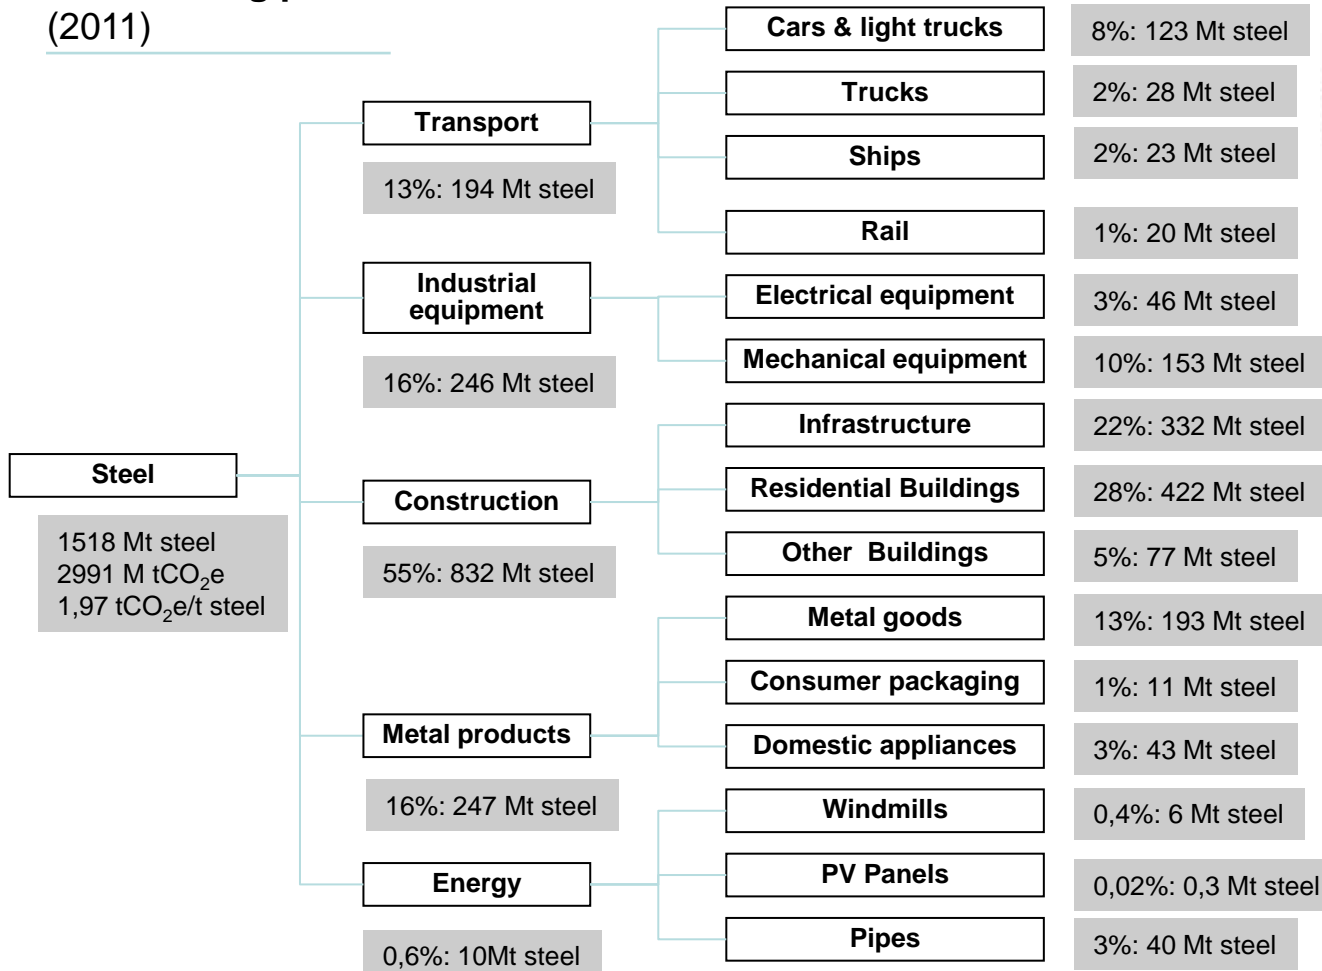 (2011)
Cars & light trucks
8%: 123 Mt steel
Trucks
2%: 28 Mt steel
Transport
Ships
2%: 23 Mt steel
13%: 194 Mt steel
Rail
1%: 20 Mt steel
Industrial
equipment
Electrical equipment
3%: 46 Mt steel
16%: 246 Mt steel
Mechanical equipment
10%: 153 Mt steel
Infrastructure
22%: 332 Mt steel
Steel
1518 Mt steel
2991 M tCO₂e
1,97 tCO₂e/t steel
Construction
55%: 832 Mt steel
Residential Buildings
28%: 422 Mt steel
Other Buildings
5%: 77 Mt steel
Metal goods
13%: 193 Mt steel
Consumer packaging
1%: 11 Mt steel
Metal products
16%: 247 Mt steel
Domestic appliances
3%: 43 Mt steel
Windmills
0,4%: 6 Mt steel
Energy
0,6%: 10Mt steel
PV Panels
0,02%: 0,3 Mt steel
Pipes
3%: 40 Mt steel